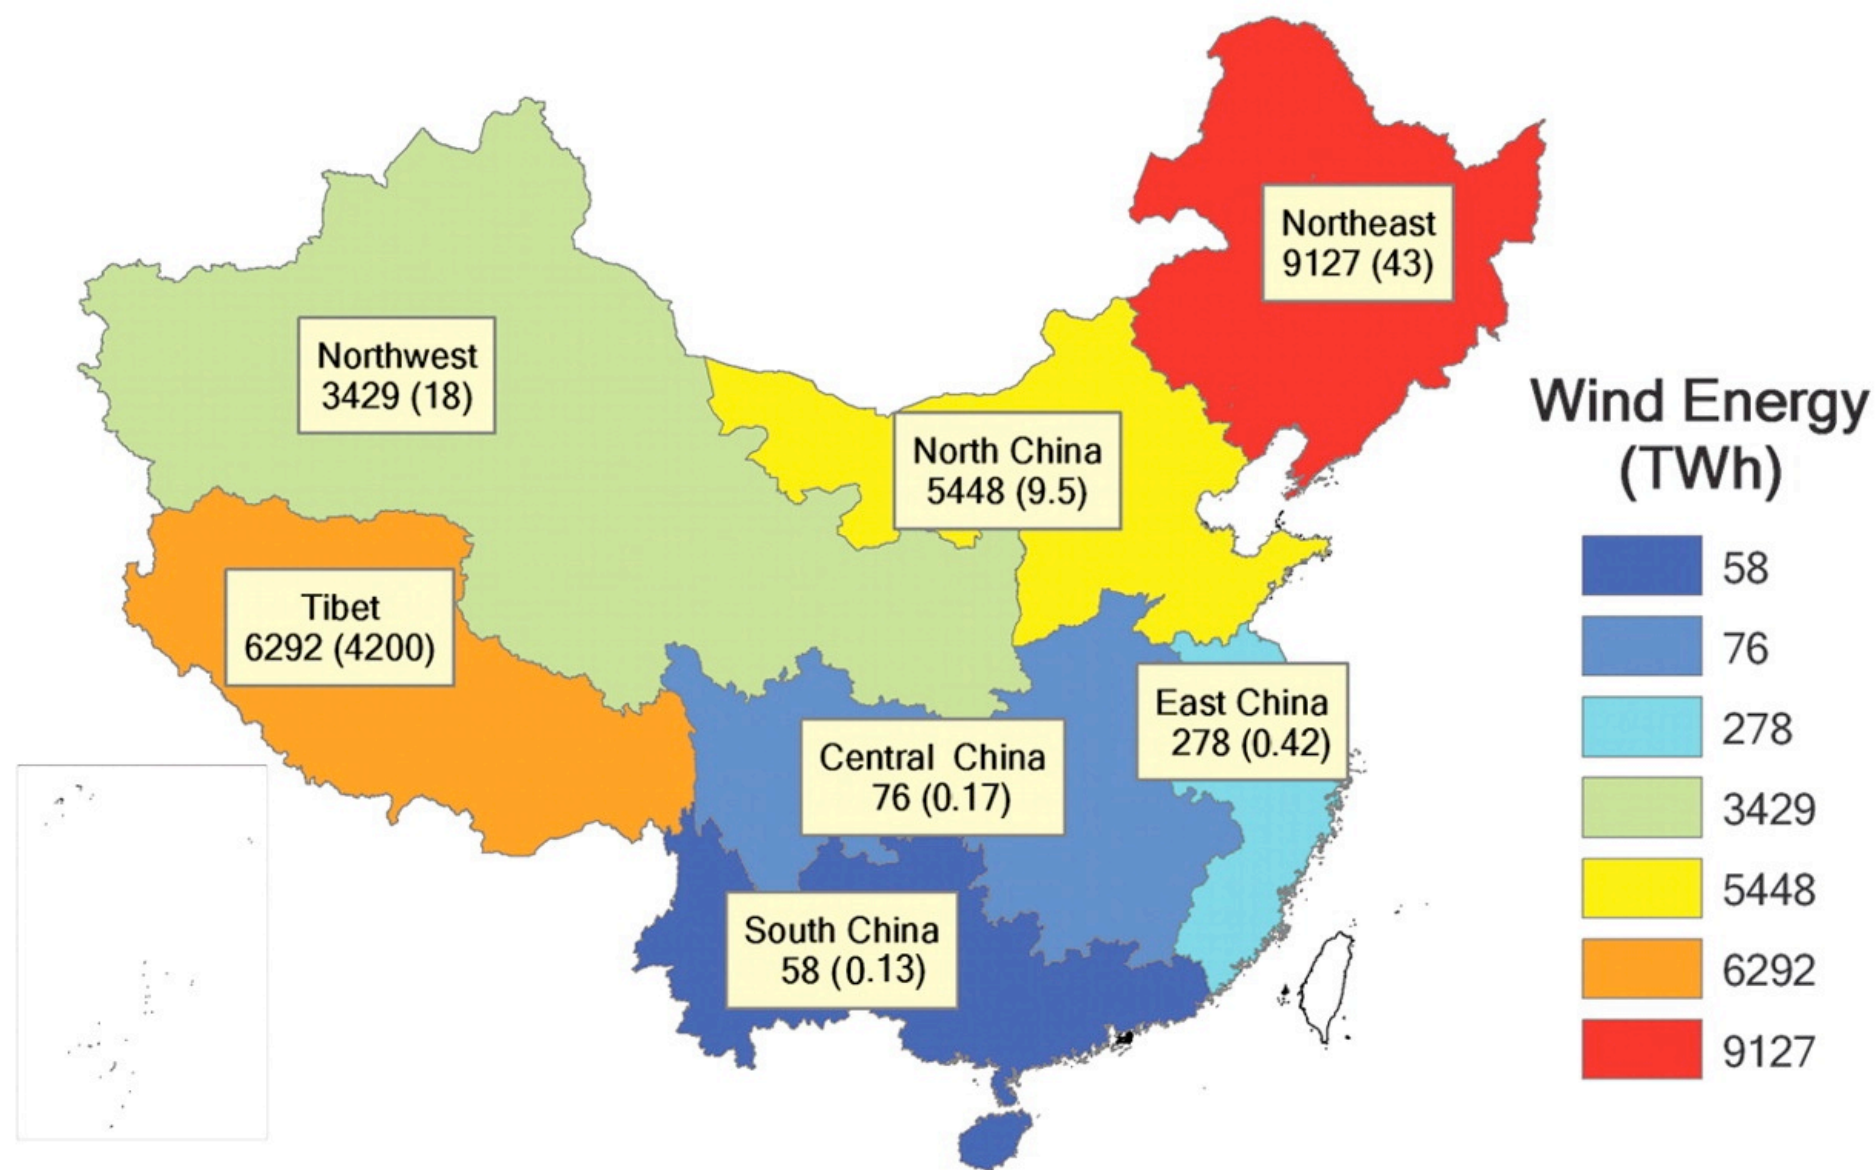 Northeast
9127 (43)
Northwest
3429 (18)
North China
5448 (9.5)
Tibet
6292 (4200)
East China
278 (0.42)
Central China
76 (0.17)
South China
58 (0.13)
Wind Energy
(TWh)
58
76
278
3429
5448
6292
9127